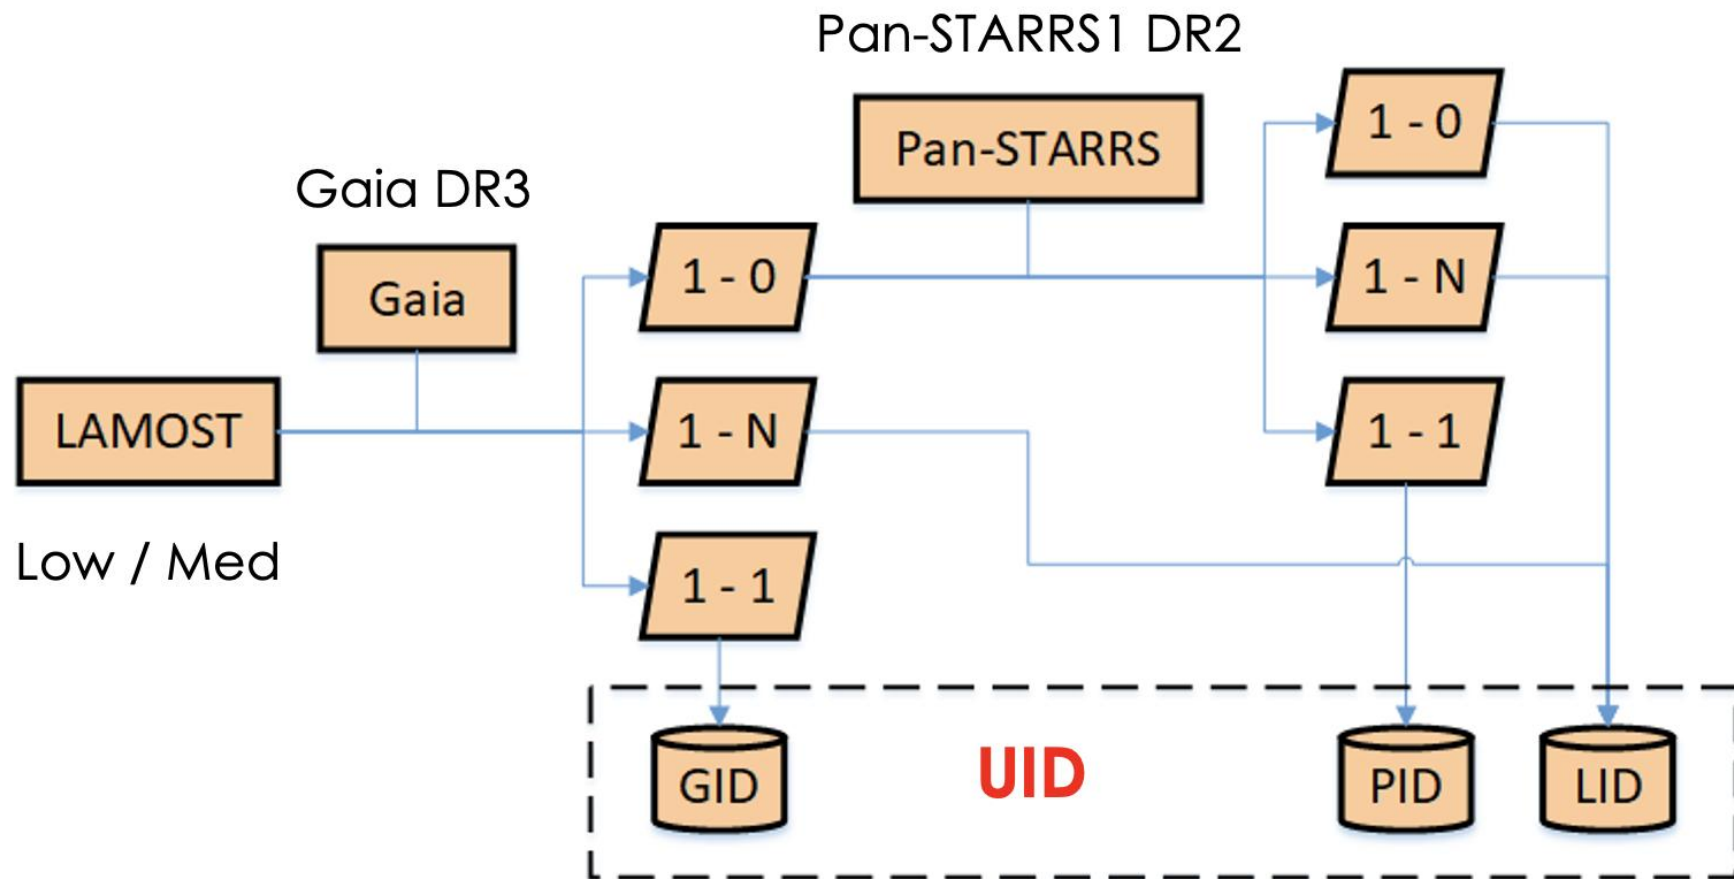 Pan-STARRS1 DR2
1 - 0
Pan-STARRS
Gaia DR3
1 - 0
1 - N
Gaia
LAMOST
1 - N
1 - 1
Low / Med
1 - 1
GID
UID
PID
LID